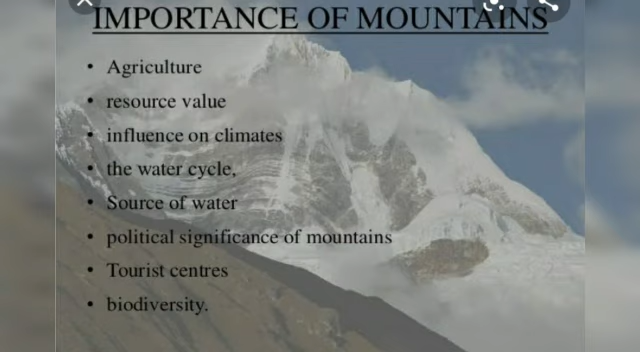 IMPORTANCE OF MOUNTAINS
• Agriculture
• resource value
• influence on climates
• the water cycle,
• Source of water
• political significance of mountains
• Tourist centres
• biodiversity.